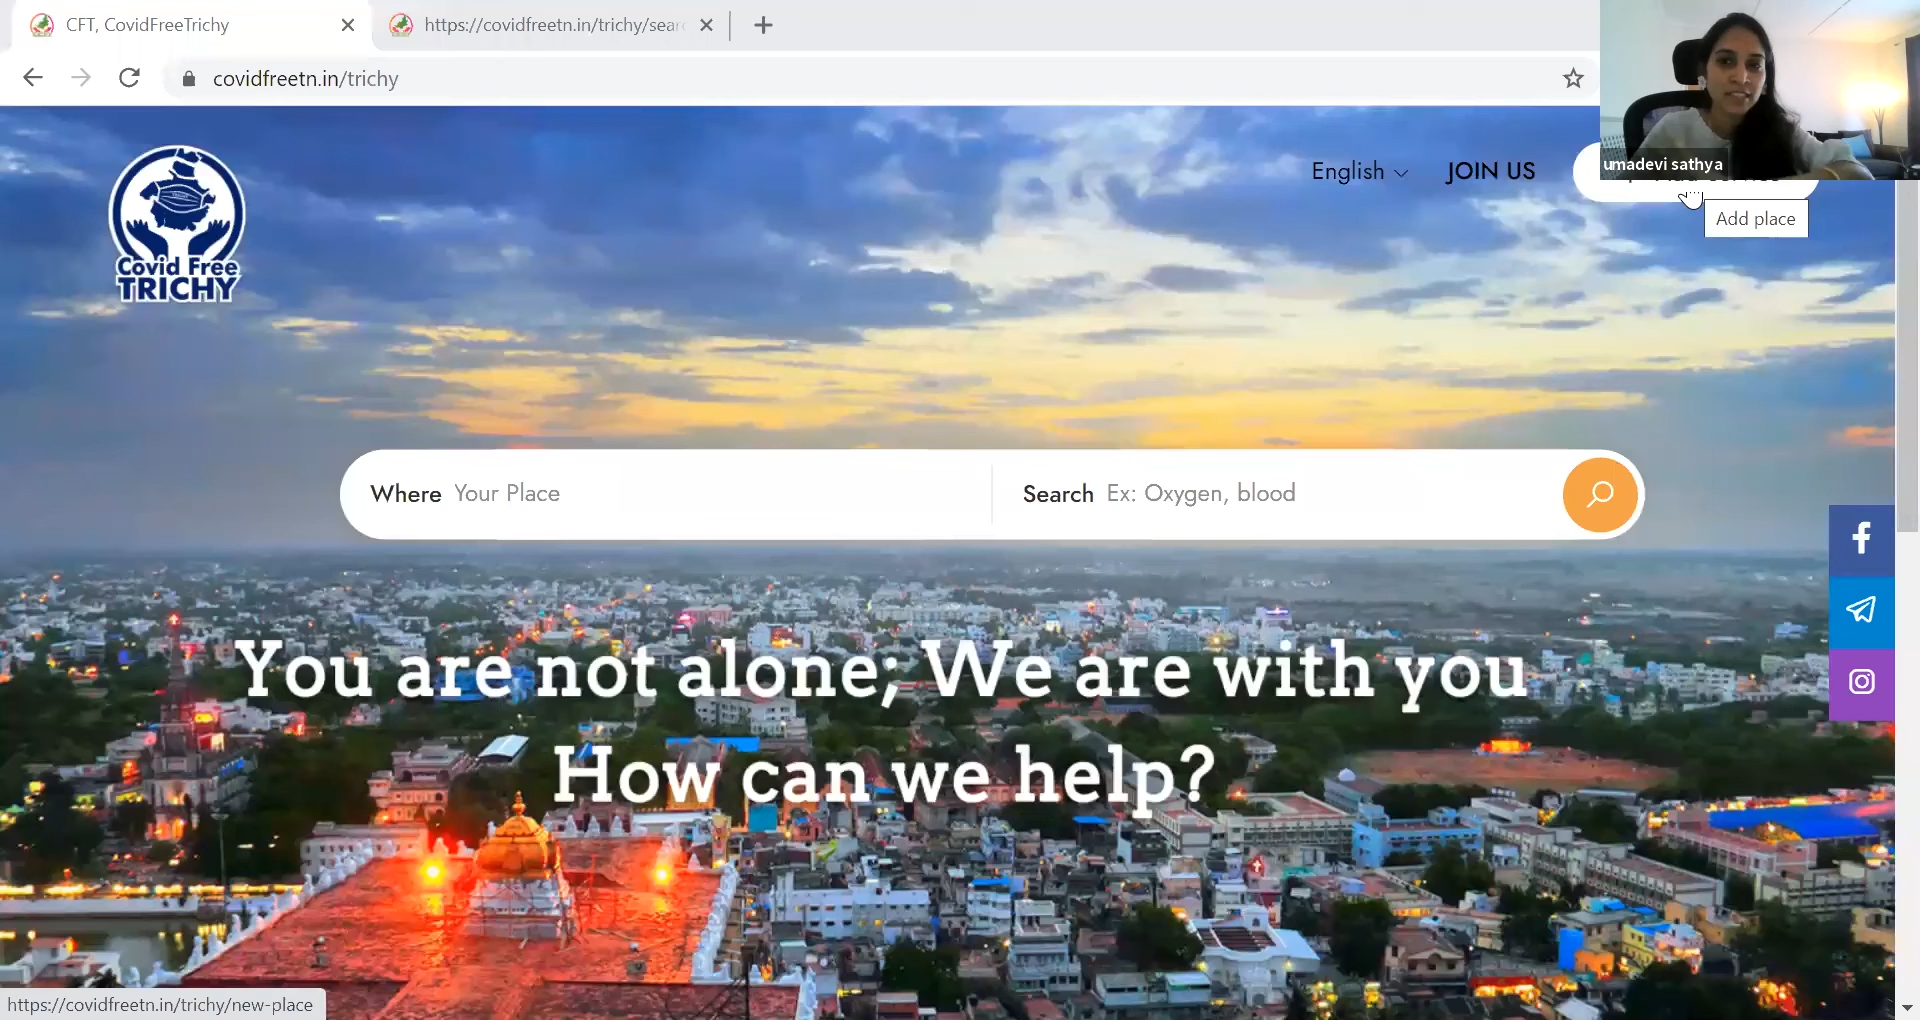 CFT, CovidFreeTrichy
https://covidfreetn.in/trichy/sear
covidfreetn.in/trichy
umadevi sathya
English
JOIN US
Add place
Covid Free
TRICHY
Where Your Place
Search Ex: Oxygen, blood
You are not alone; We are with you
How can we help?
https://covidfreetn.in/trichy/new-place